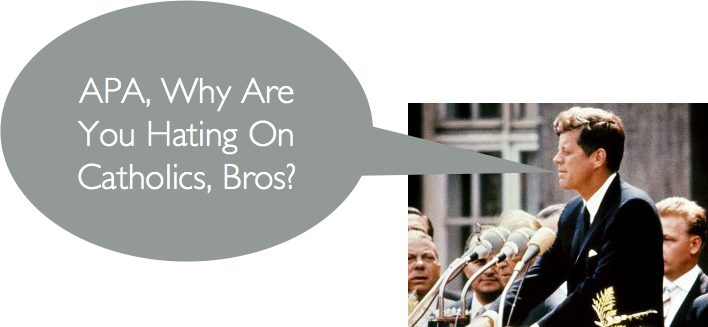 APA, Why Are
You Hating On
Catholics, Bros?